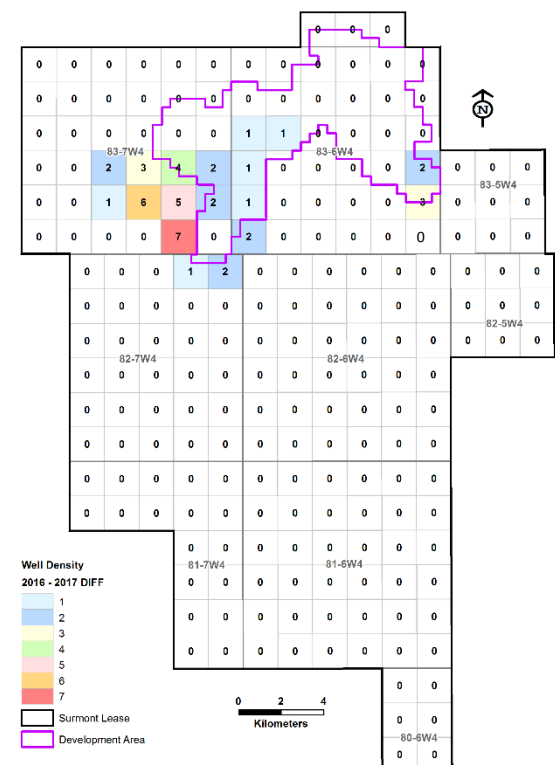 0 0 0
0 0 0 0 0 0 0 0 0 0 0 0
0 0 0 0 0 0 0 0 0 0 0 0
0 0 0 0 0 0 1 1 0 0 0 0
83-7W4 83-6W4
0 0 2 3 4 2 1 0 0 0 0 2 0 0 0
83-5W4
0 0 1 6 5 2 1 0 0 0 0 3 0 0 0
0 0 0 0 7 0 2 0 0 0 0 0 0 0 0
0 0 0 1 2 0 0 0 0 0 0 0 0 0
0 0 0 0 0 0 0 0 0 0 0 0 0 0
82-5W4
0 0 0 0 0 0 0 0 0 0 0 0 0 0
82-7W4 82-6W4
0 0 0 0 0 0 0 0 0 0 0
0 0 0 0 0 0 0 0 0 0 0
0 0 0 0 0 0 0 0 0 0 0
0 0 0 0 0 0 0 0 0 0 0
0 0 0 0 0 0 0 0 0 0 0
0 0 0 0 0 0 0 0
81-7W4 81-6W4
0 0 0 0 0 0 0 0
0 0 0 0 0 0 0 0
0 0 0 0 0 0 0 0
0 0
0 0
80-6W4
0 0
N
Well Density
2016 - 2017 DIFF
1
2
3
4
5
6
7
Surmont Lease
Development Area
0 2 4
Kilometers